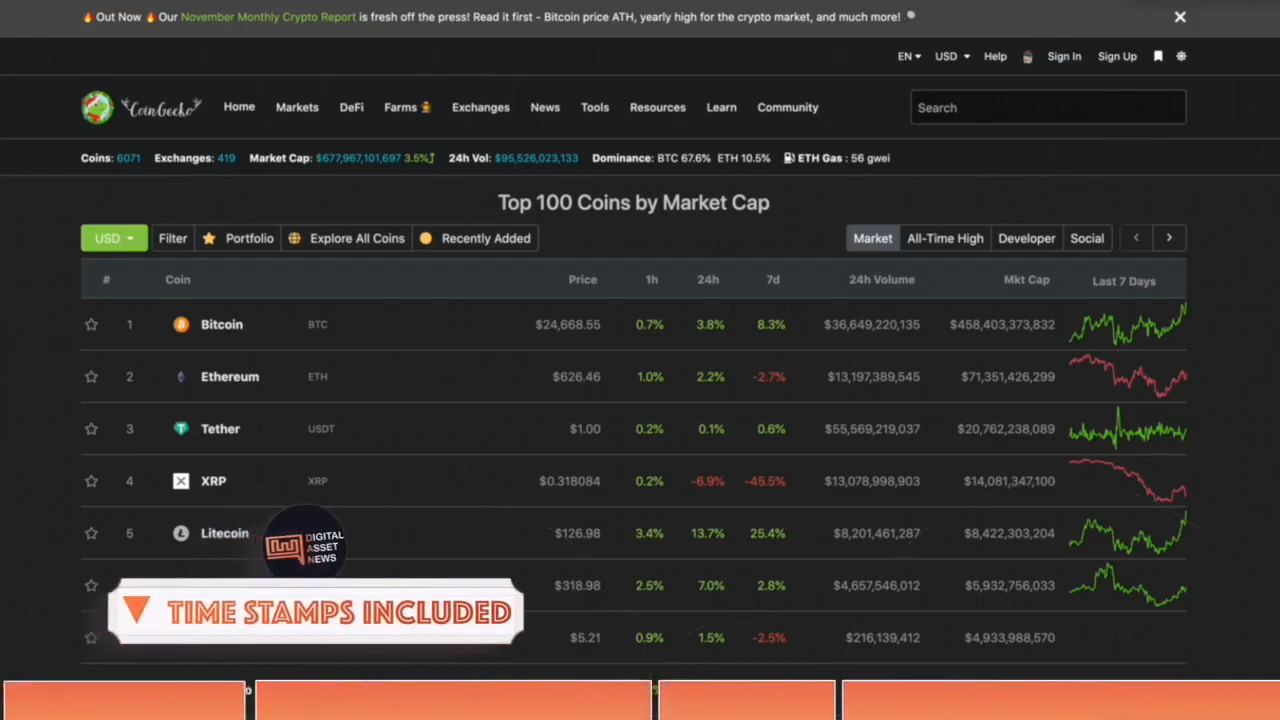 🔥 Out Now 🔥 Our November Monthly Crypto Report is fresh off the press! Read it first - Bitcoin price ATH, yearly high for the crypto market, and much more!
EN USD Help Sign In Sign Up
CoinGecko Home Markets DeFi Farms Exchanges News Tools Resources Learn Community Search
Coins: 6071 Exchanges: 419 Market Cap: $677,967,101,697 3.5% 24h Vol: $95,526,023,133 Dominance: BTC 67.6% ETH 10.5% ETH Gas : 56 gwei
Top 100 Coins by Market Cap
USD Filter Portfolio Explore All Coins Recently Added Market All-Time High Developer Social
# Coin Price 1h 24h 7d 24h Volume Mkt Cap Last 7 Days
1 Bitcoin BTC $24,668.55 0.7% 3.8% 8.3% $36,649,220,135 $458,403,373,832
2 Ethereum ETH $626.46 1.0% 2.2% -2.7% $13,197,389,545 $71,351,426,299
3 Tether USDT $1.00 0.2% 0.1% 0.6% $55,569,219,037 $20,762,238,089
4 XRP XRP $0.318084 0.2% -6.9% -45.5% $13,078,998,903 $14,081,347,100
5 Litecoin $126.98 3.4% 13.7% 25.4% $8,201,461,287 $8,422,303,204
DIGITAL
ASSET
NEWS
$318.98 2.5% 7.0% 2.8% $4,657,546,012 $5,932,756,033
TIME STAMPS INCLUDED
$5.21 0.9% 1.5% -2.5% $216,139,412 $4,933,988,570